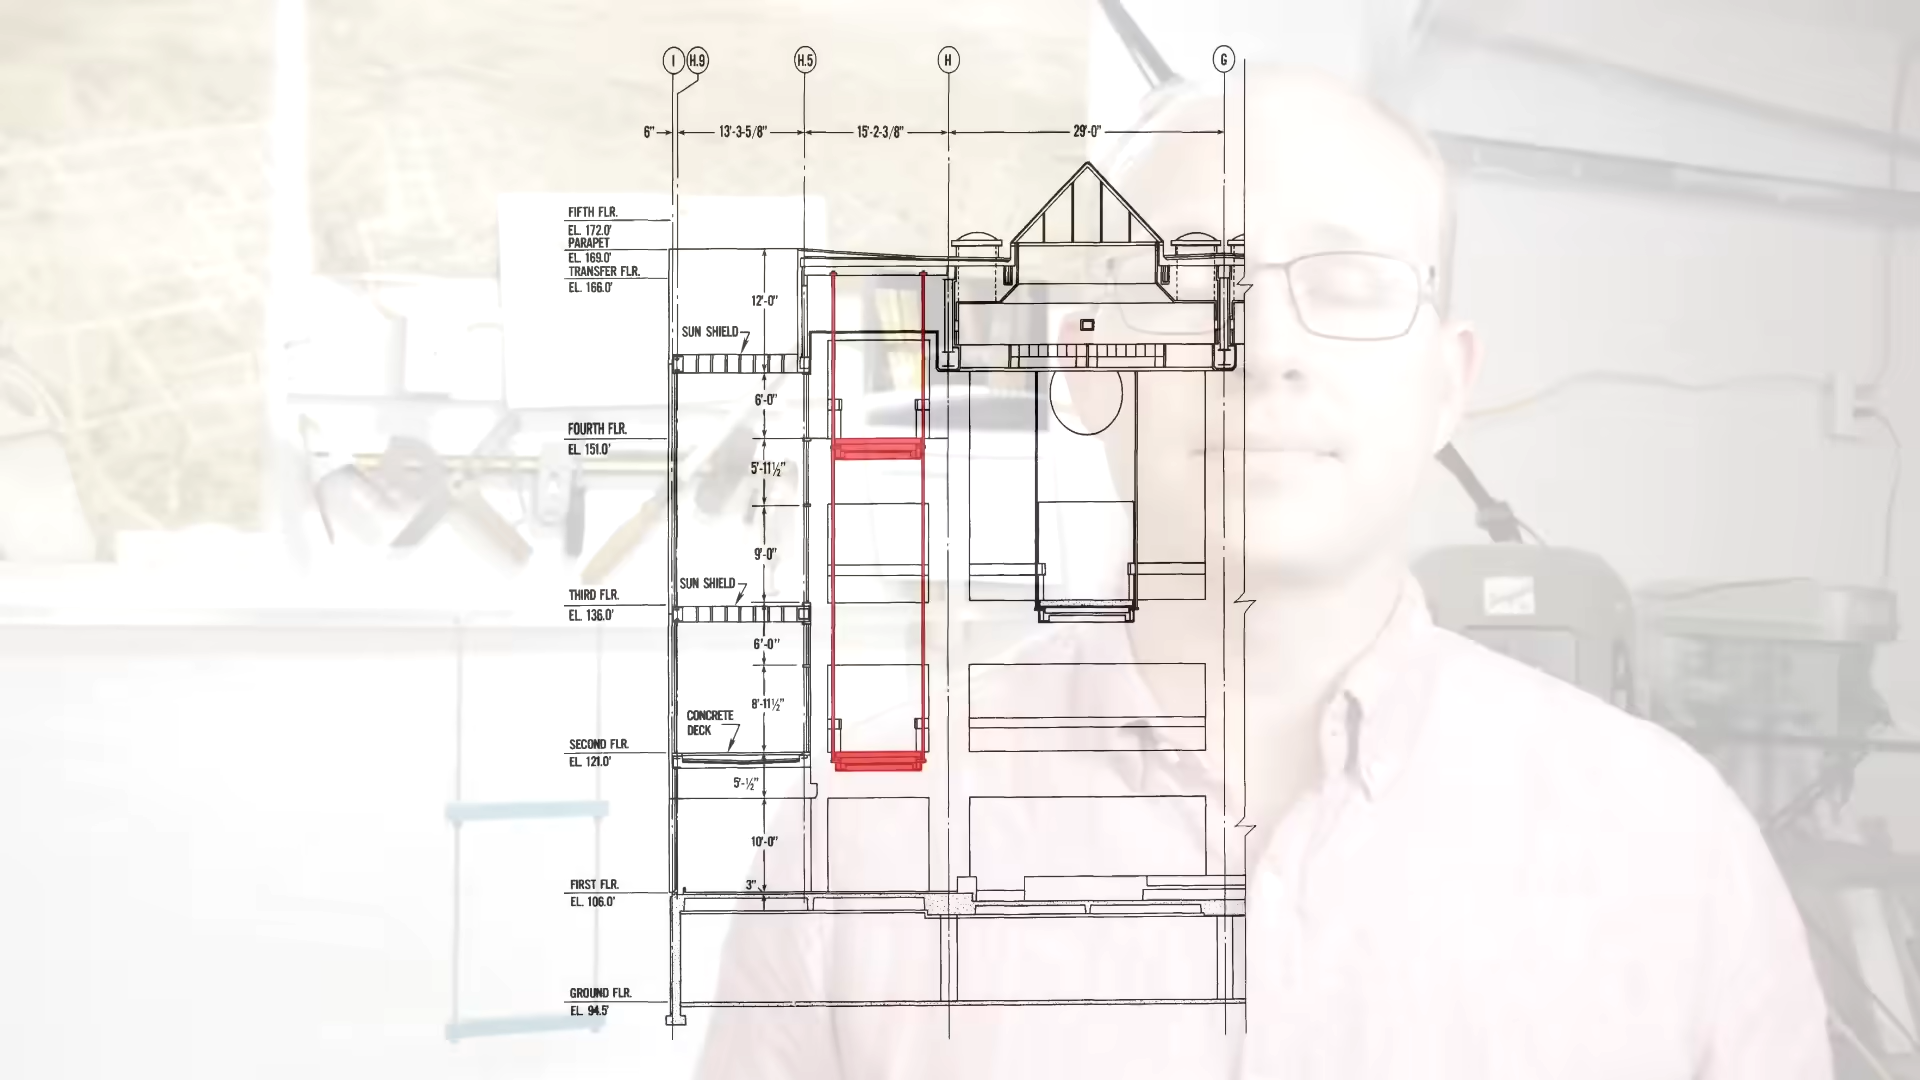 I H.9 H.5 H G
6" 13'-3-5/8" 15'-2-3/8" 29'-0"
FIFTH FLR.
EL. 172.0'
PARAPET
EL. 169.0'
TRANSFER FLR.
EL. 166.0'
12'-0"
SUN SHIELD
6'-0"
FOURTH FLR.
EL. 151.0'
5'-11½"
9'-0"
SUN SHIELD
THIRD FLR.
EL. 136.0'
6'-0"
8'-11½"
CONCRETE
DECK
SECOND FLR.
EL. 121.0'
5'-½"
10'-0"
3"
FIRST FLR.
EL. 106.0'
GROUND FLR.
EL. 94.5'